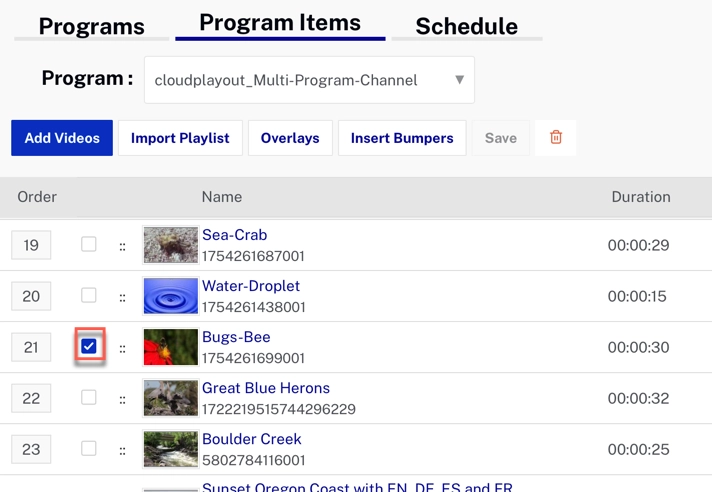 Programs Program Items Schedule
Program : cloudplayout_Multi-Program-Channel
Add Videos Import Playlist Overlays Insert Bumpers Save
Order Name Duration
19 :: Sea-Crab 00:00:29
1754261687001
20 :: Water-Droplet 00:00:15
1754261438001
21 :: Bugs-Bee 00:00:30
1754261699001
22 :: Great Blue Herons 00:00:32
1722219515744296229
23 :: Boulder Creek 00:00:25
5802784116001
Sunset Oregon Coast with EN, DE, ES and FR